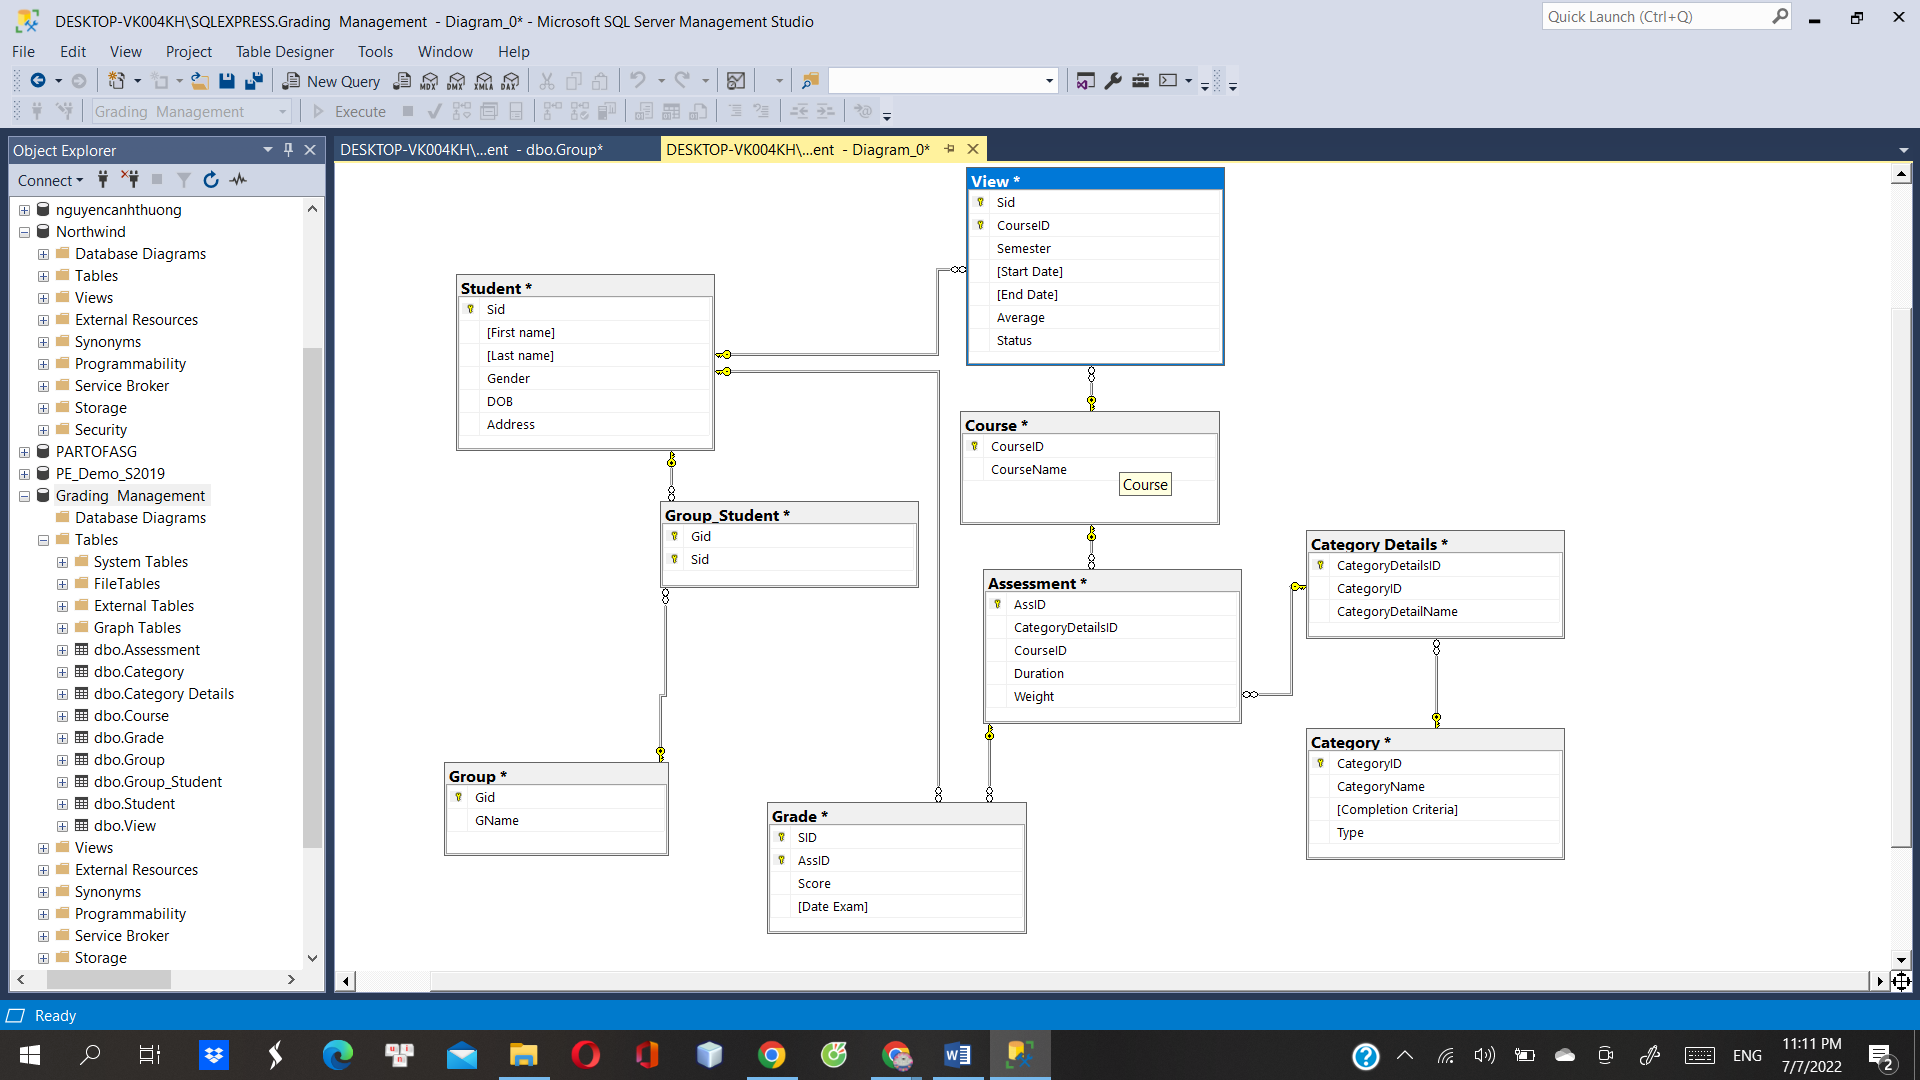 DESKTOP-VK004KH\SQLEXPRESS.Grading  Management  - Diagram_0* - Microsoft SQL Server Management Studio
Quick Launch (Ctrl+Q)
File Edit View Project Table Designer Tools Window Help
New Query MDX DMX XMLA DAX
Grading  Management Execute
Object Explorer
DESKTOP-VK004KH\...ent  - dbo.Group*
DESKTOP-VK004KH\...ent  - Diagram_0*
Connect
nguyencanhthuong
Northwind
Database Diagrams
Tables
Views
External Resources
Synonyms
Programmability
Service Broker
Storage
Security
PARTOFASG
PE_Demo_S2019
Grading  Management
Database Diagrams
Tables
System Tables
FileTables
External Tables
Graph Tables
dbo.Assessment
dbo.Category
dbo.Category Details
dbo.Course
dbo.Grade
dbo.Group
dbo.Group_Student
dbo.Student
dbo.View
Views
External Resources
Synonyms
Programmability
Service Broker
Storage
View *
Sid
CourseID
Semester
[Start Date]
[End Date]
Average
Status
Student *
Sid
[First name]
[Last name]
Gender
DOB
Address
Course *
CourseID
CourseName
Course
Group_Student *
Gid
Sid
Category Details *
CategoryDetailsID
CategoryID
CategoryDetailName
Assessment *
AssID
CategoryDetailsID
CourseID
Duration
Weight
Category *
CategoryID
CategoryName
[Completion Criteria]
Type
Group *
Gid
GName
Grade *
SID
AssID
Score
[Date Exam]
Ready
ENG
11:11 PM
7/7/2022
2